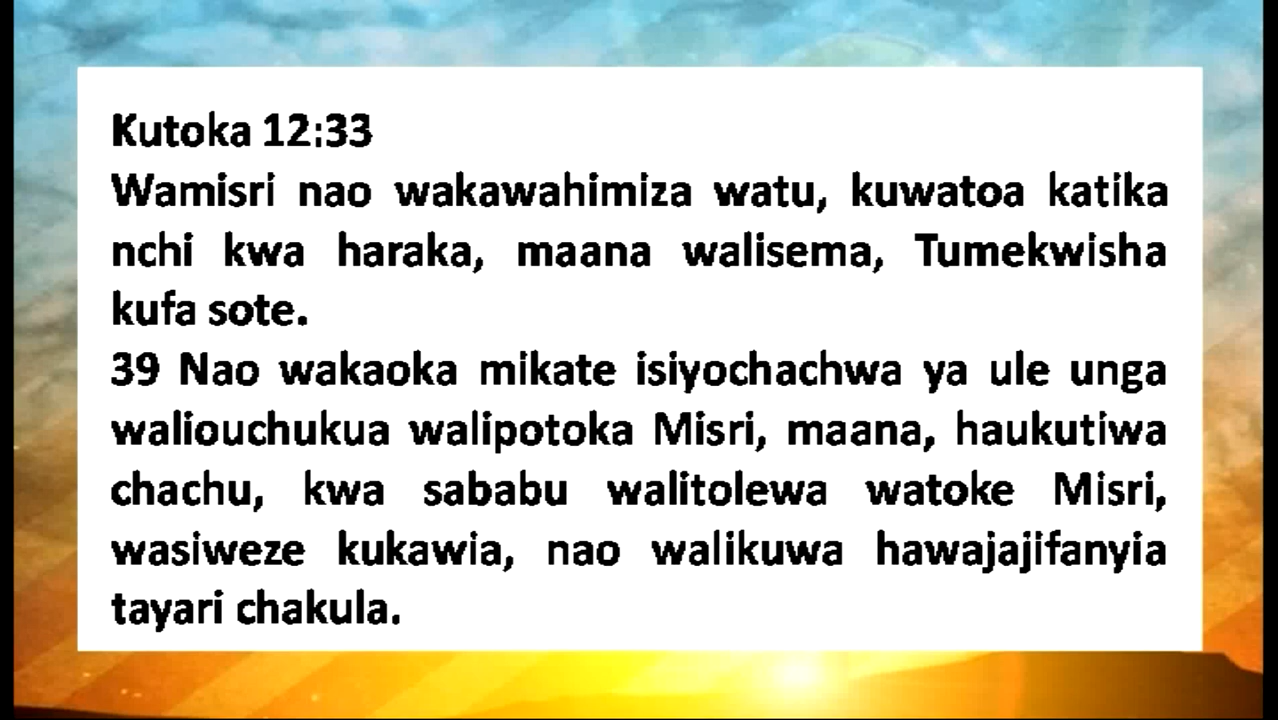 Kutoka 12:33
Wamisri nao wakawahimiza watu, kuwatoa katika
nchi kwa haraka, maana walisema, Tumekwisha
kufa sote.
39 Nao wakaoka mikate isiyochachwa ya ule unga
waliouchukua walipotoka Misri, maana, haukutiwa
chachu, kwa sababu walitolewa watoke Misri,
wasiweze kukawia, nao walikuwa hawajajifanyia
tayari chakula.